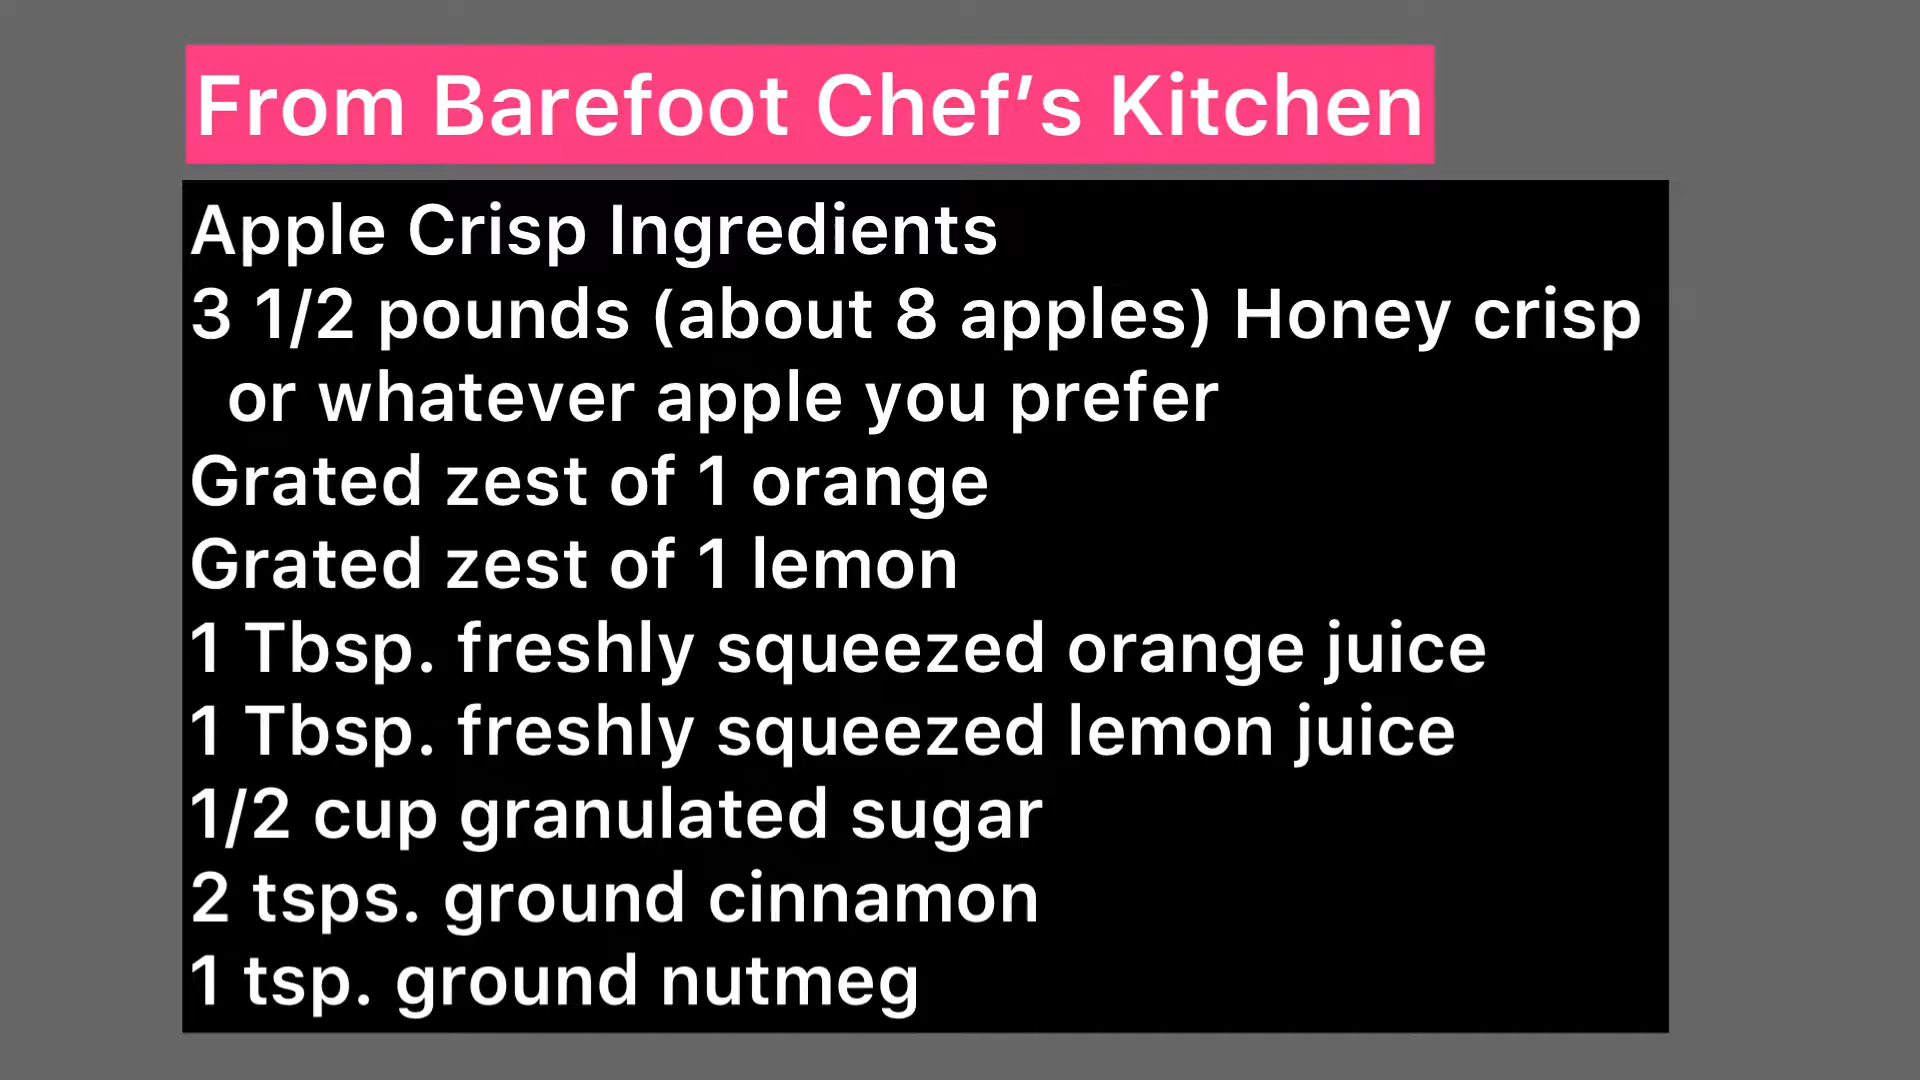 From Barefoot Chef’s Kitchen
Apple Crisp Ingredients
3 1/2 pounds (about 8 apples) Honey crisp
or whatever apple you prefer
Grated zest of 1 orange
Grated zest of 1 lemon
1 Tbsp. freshly squeezed orange juice
1 Tbsp. freshly squeezed lemon juice
1/2 cup granulated sugar
2 tsps. ground cinnamon
1 tsp. ground nutmeg